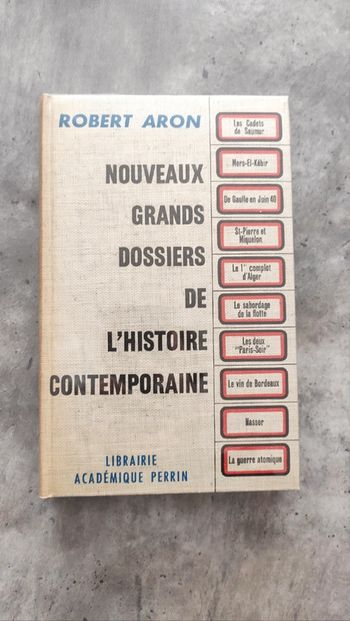 ROBERT ARON
NOUVEAUX
GRANDS
DOSSIERS
DE
L'HISTOIRE
CONTEMPORAINE
LIBRAIRIE
ACADÉMIQUE PERRIN
Les Cadets
de Saumur
Mers-El-Kébir
De Gaulle en Juin 40
St-Pierre et
Miquelon
Le 1er complot
d'Alger
Le sabordage
de la flotte
Les deux
"Paris-Soir"
Le vin de Bordeaux
Nasser
La guerre atomique